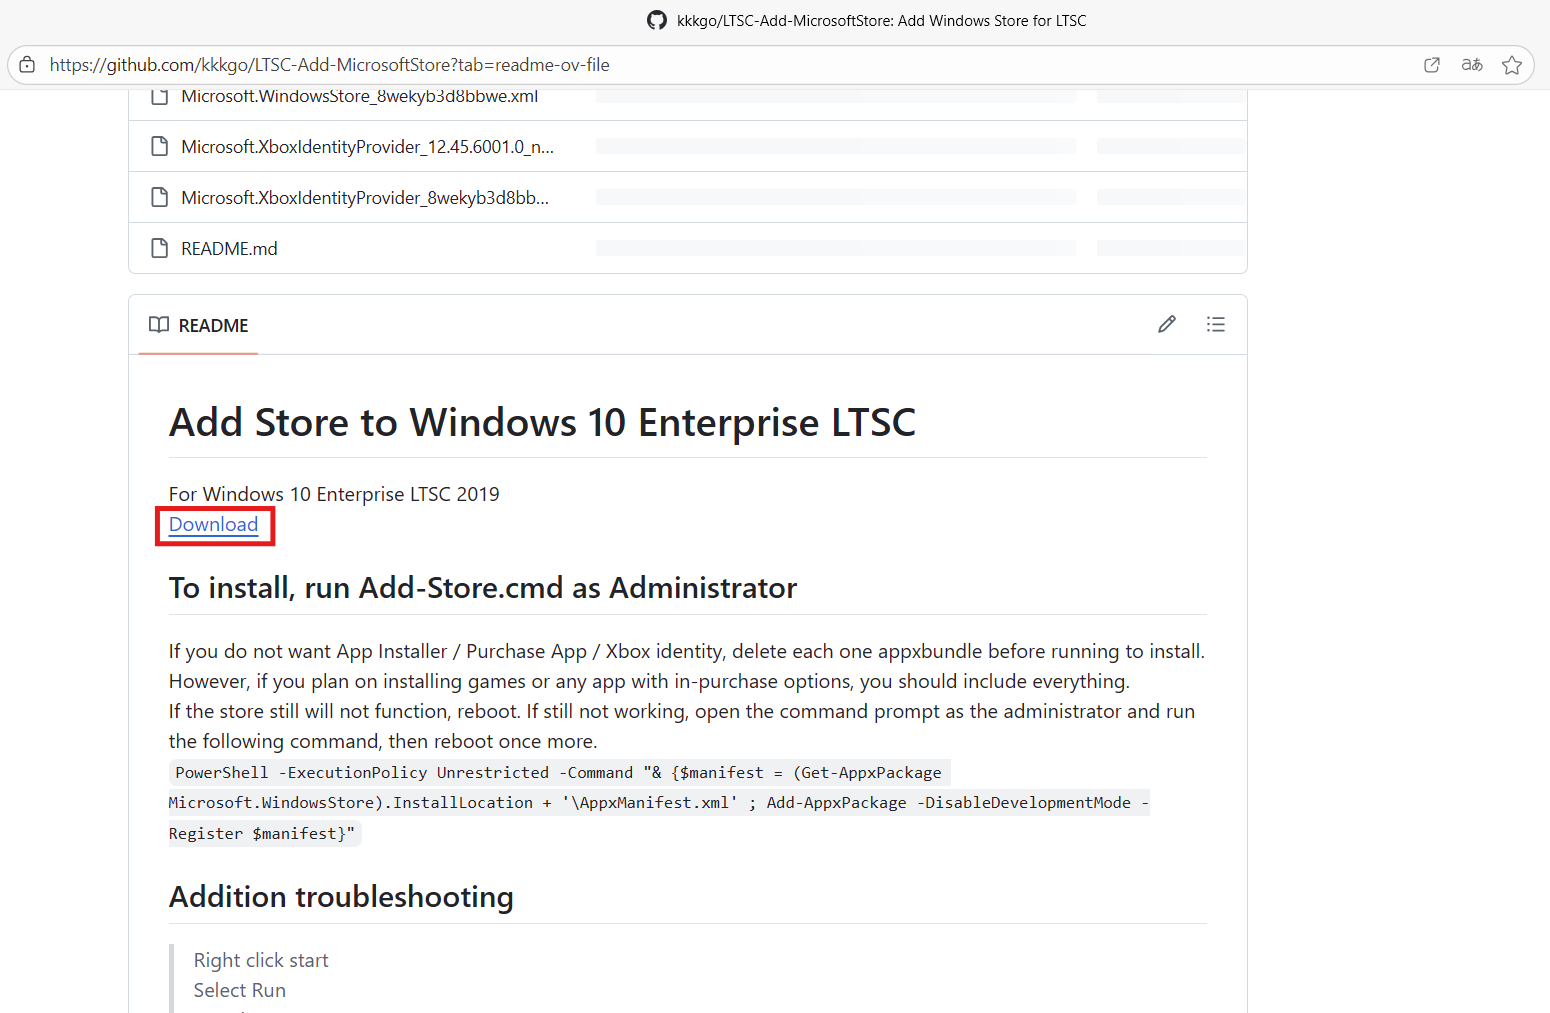 kkkgo/LTSC-Add-MicrosoftStore: Add Windows Store for LTSC
https://github.com/kkkgo/LTSC-Add-MicrosoftStore?tab=readme-ov-file
aあ
Microsoft.WindowsStore_8wekyb3d8bbwe.xml
Microsoft.XboxIdentityProvider_12.45.6001.0_n...
Microsoft.XboxIdentityProvider_8wekyb3d8bb...
README.md
README
Add Store to Windows 10 Enterprise LTSC
For Windows 10 Enterprise LTSC 2019
Download
To install, run Add-Store.cmd as Administrator
If you do not want App Installer / Purchase App / Xbox identity, delete each one appxbundle before running to install.
However, if you plan on installing games or any app with in-purchase options, you should include everything.
If the store still will not function, reboot. If still not working, open the command prompt as the administrator and run
the following command, then reboot once more.
PowerShell -ExecutionPolicy Unrestricted -Command "& {$manifest = (Get-AppxPackage
Microsoft.WindowsStore).InstallLocation + '\AppxManifest.xml' ; Add-AppxPackage -DisableDevelopmentMode -
Register $manifest}"
Addition troubleshooting
Right click start
Select Run